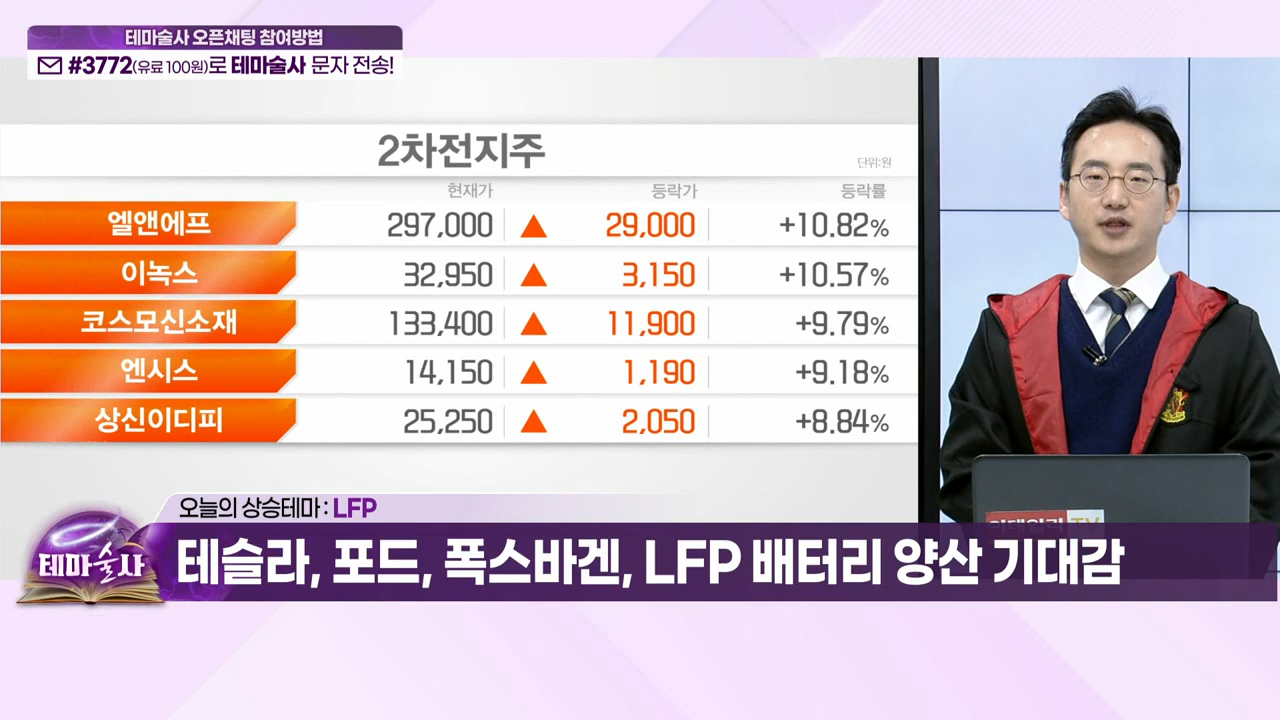 테마술사 오픈채팅 참여방법
#3772(유료 100원)로 테마술사 문자 전송!
2차전지주
단위:원
현재가 등락가 등락률
엘앤에프 297,000 ▲ 29,000 +10.82%
이녹스 32,950 ▲ 3,150 +10.57%
코스모신소재 133,400 ▲ 11,900 +9.79%
엔시스 14,150 ▲ 1,190 +9.18%
상신이디피 25,250 ▲ 2,050 +8.84%
오늘의 상승테마 : LFP
테마술사
테슬라, 포드, 폭스바겐, LFP 배터리 양산 기대감